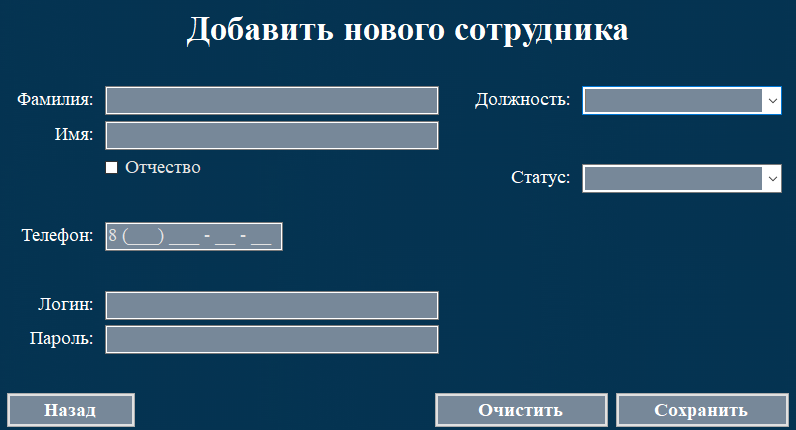 Добавить нового сотрудника
Фамилия:
Должность:
Имя:
Отчество
Статус:
Телефон: 8 (___) ___ - __ - __
Логин:
Пароль:
Назад
Очистить
Сохранить